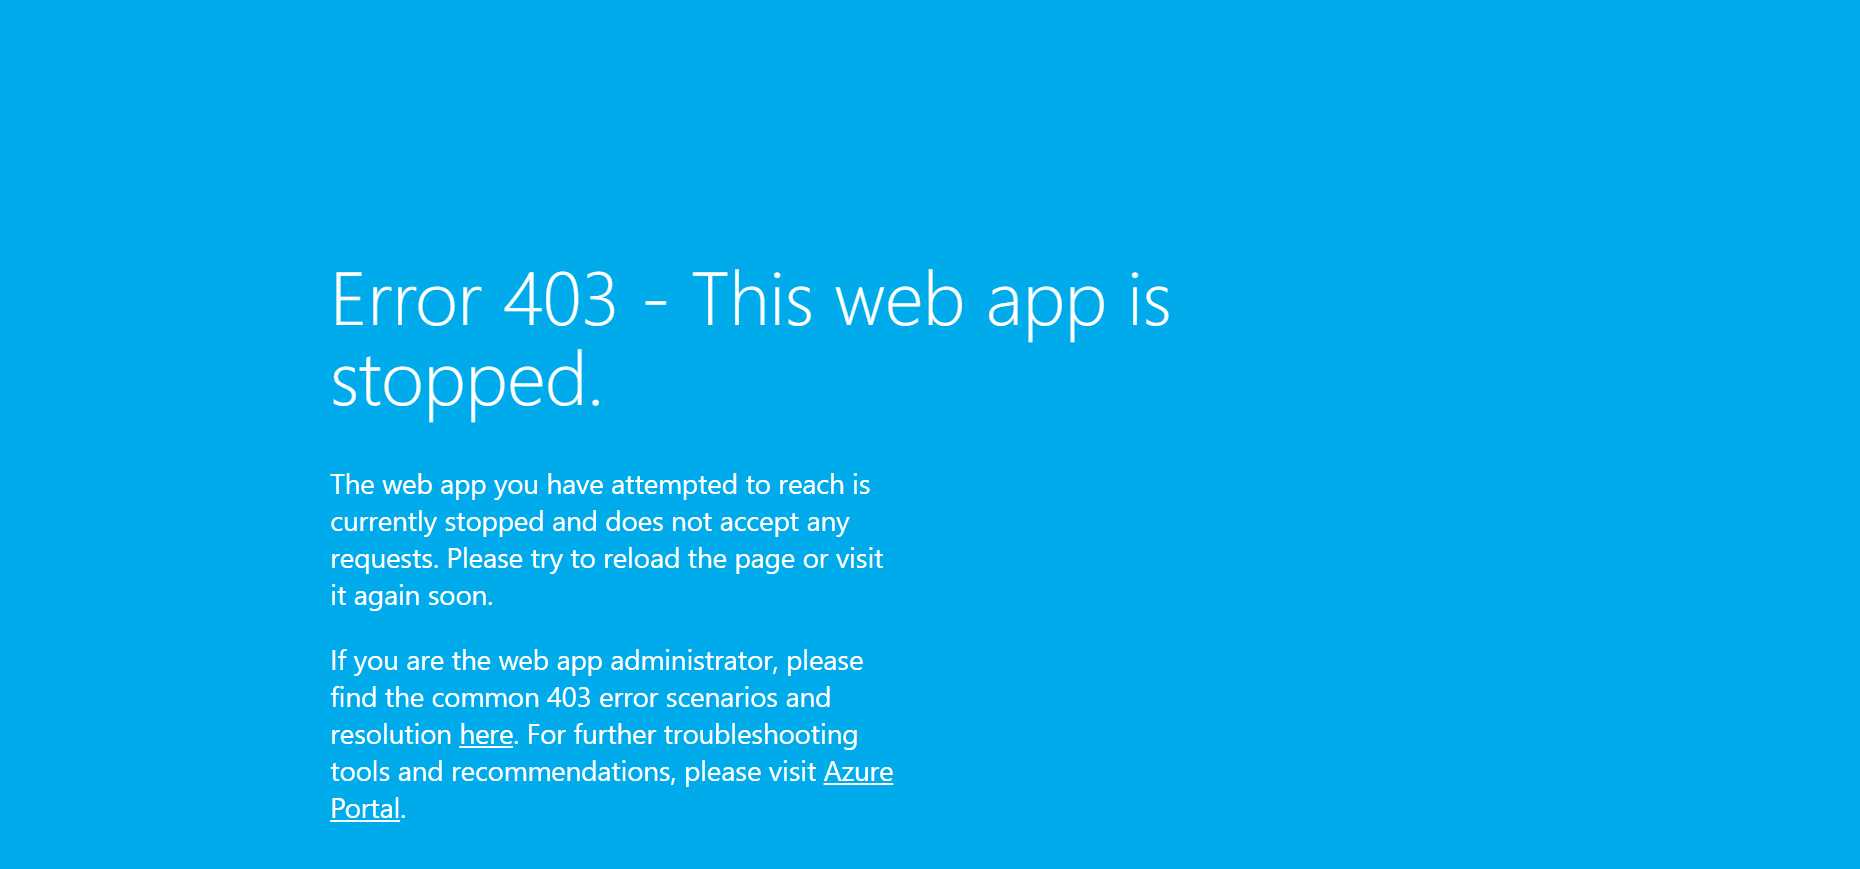 Error 403 - This web app is
stopped.
The web app you have attempted to reach is
currently stopped and does not accept any
requests. Please try to reload the page or visit
it again soon.
If you are the web app administrator, please
find the common 403 error scenarios and
resolution here. For further troubleshooting
tools and recommendations, please visit Azure
Portal.